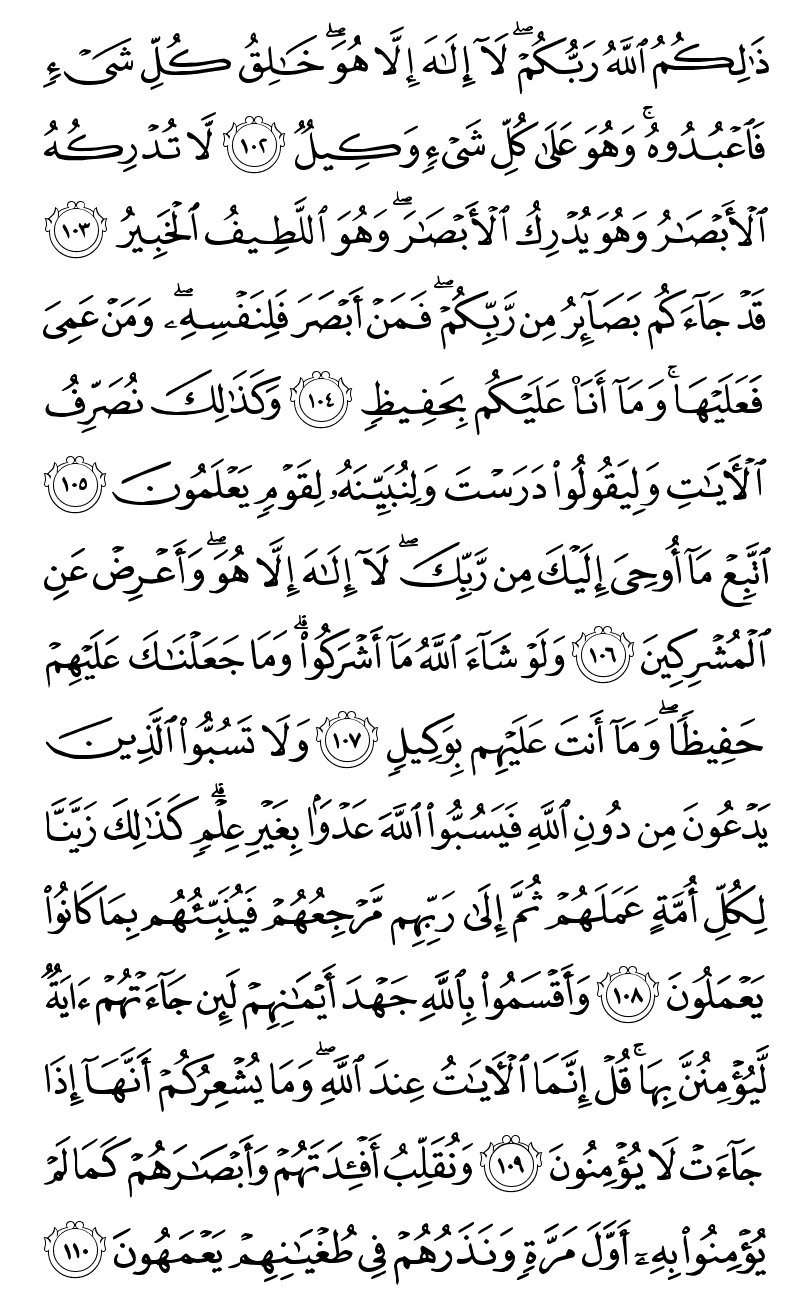 ذَٰلِكُمُ ٱللَّهُ رَبُّكُمۡۖ لَآ إِلَٰهَ إِلَّا هُوَۖ خَٰلِقُ كُلِّ شَيۡءٖ
فَٱعۡبُدُوهُۚ وَهُوَ عَلَىٰ كُلِّ شَيۡءٖ وَكِيلٞ ١٠٢ لَّا تُدۡرِكُهُ
ٱلۡأَبۡصَٰرُ وَهُوَ يُدۡرِكُ ٱلۡأَبۡصَٰرَۖ وَهُوَ ٱللَّطِيفُ ٱلۡخَبِيرُ ١٠٣
قَدۡ جَآءَكُم بَصَآئِرُ مِن رَّبِّكُمۡۖ فَمَنۡ أَبۡصَرَ فَلِنَفۡسِهِۦۖ وَمَنۡ عَمِيَ
فَعَلَيۡهَاۚ وَمَآ أَنَا۠ عَلَيۡكُم بِحَفِيظٖ ١٠٤ وَكَذَٰلِكَ نُصَرِّفُ
ٱلۡأٓيَٰتِ وَلِيَقُولُواْ دَرَسۡتَ وَلِنُبَيِّنَهُۥ لِقَوۡمٖ يَعۡلَمُونَ ١٠٥
ٱتَّبِعۡ مَآ أُوحِيَ إِلَيۡكَ مِن رَّبِّكَۖ لَآ إِلَٰهَ إِلَّا هُوَۖ وَأَعۡرِضۡ عَنِ
ٱلۡمُشۡرِكِينَ ١٠٦ وَلَوۡ شَآءَ ٱللَّهُ مَآ أَشۡرَكُواْۗ وَمَا جَعَلۡنَٰكَ عَلَيۡهِمۡ
حَفِيظٗاۖ وَمَآ أَنتَ عَلَيۡهِم بِوَكِيلٖ ١٠٧ وَلَا تَسُبُّواْ ٱلَّذِينَ
يَدۡعُونَ مِن دُونِ ٱللَّهِ فَيَسُبُّواْ ٱللَّهَ عَدۡوَۢا بِغَيۡرِ عِلۡمٖۗ كَذَٰلِكَ زَيَّنَّا
لِكُلِّ أُمَّةٍ عَمَلَهُمۡ ثُمَّ إِلَىٰ رَبِّهِم مَّرۡجِعُهُمۡ فَيُنَبِّئُهُم بِمَا كَانُواْ
يَعۡمَلُونَ ١٠٨ وَأَقۡسَمُواْ بِٱللَّهِ جَهۡدَ أَيۡمَٰنِهِمۡ لَئِن جَآءَتۡهُمۡ ءَايَةٞ
لَّيُؤۡمِنُنَّ بِهَاۚ قُلۡ إِنَّمَا ٱلۡأٓيَٰتُ عِندَ ٱللَّهِۖ وَمَا يُشۡعِرُكُمۡ أَنَّهَآ إِذَا
جَآءَتۡ لَا يُؤۡمِنُونَ ١٠٩ وَنُقَلِّبُ أَفۡـِٔدَتَهُمۡ وَأَبۡصَٰرَهُمۡ كَمَا لَمۡ
يُؤۡمِنُواْ بِهِۦٓ أَوَّلَ مَرَّةٖ وَنَذَرُهُمۡ فِي طُغۡيَٰنِهِمۡ يَعۡمَهُونَ ١١٠